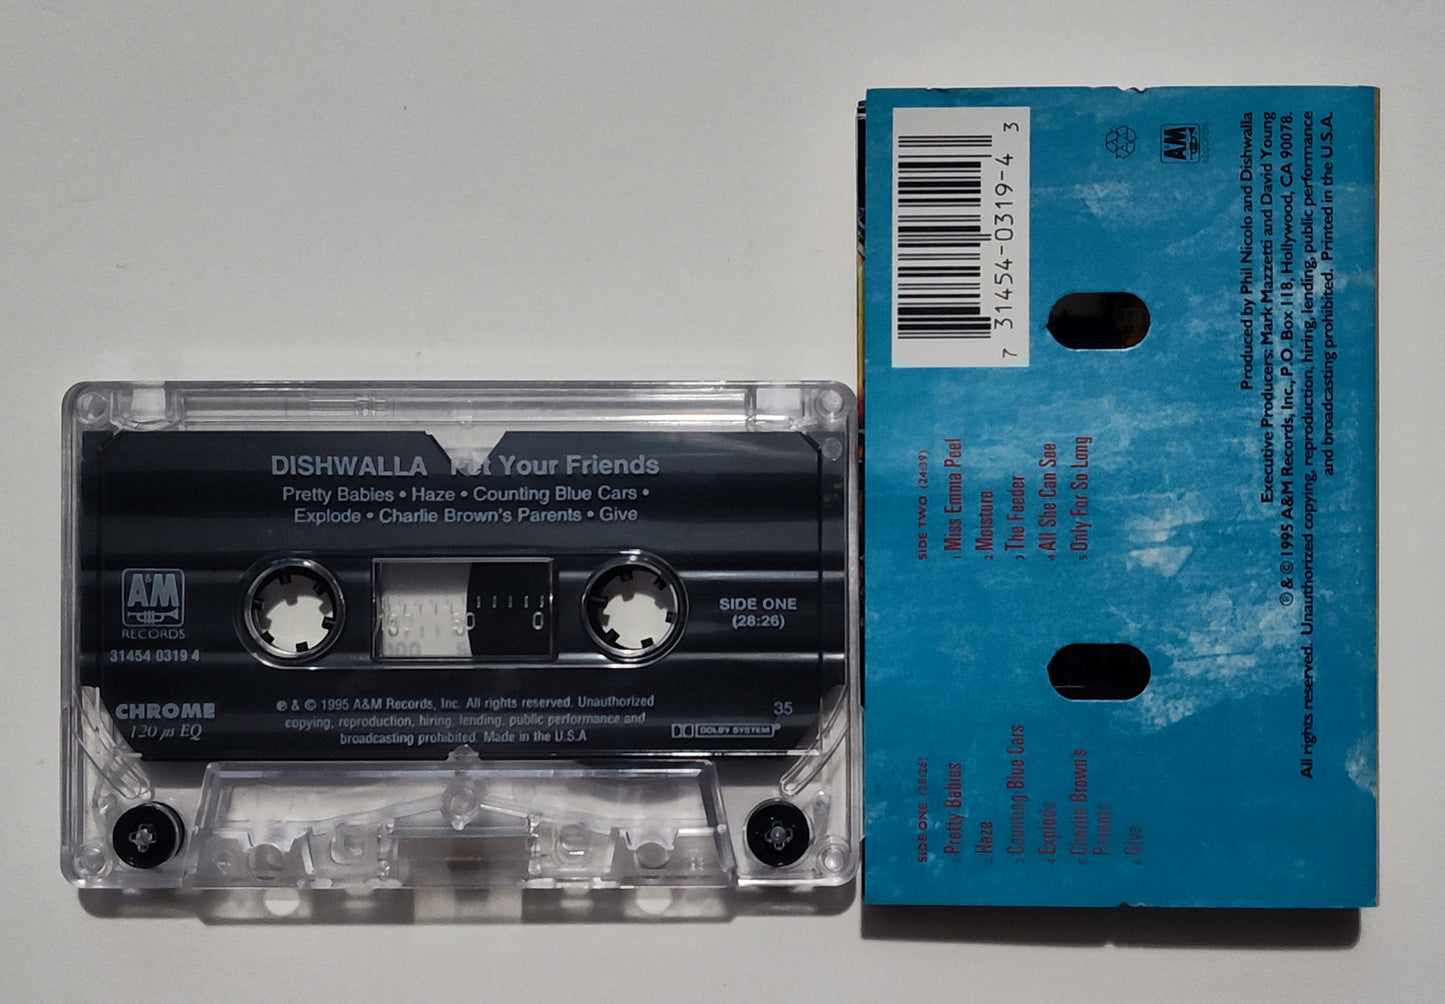 DISHWALLA Pet Your Friends
Pretty Babies • Haze • Counting Blue Cars •
Explode • Charlie Brown's Parents • Give
A&M
RECORDS
31454 0319 4
SIDE ONE
(28:26)
150 50 0
CHROME
120 µs EQ
℗ & © 1995 A&M Records, Inc. All rights reserved. Unauthorized
copying, reproduction, hiring, lending, public performance and
broadcasting prohibited. Made in the U.S.A
35
DOLBY SYSTEM
7 31454-0319-4 3
A&M
RECORDS
SIDE ONE (28:26)
1 Pretty Babies
2 Haze
3 Counting Blue Cars
4 Explode
5 Charlie Brown's
Parents
6 Give
SIDE TWO (24:39)
1 Miss Emma Peel
2 Moisture
3 The Feeder
4 All She Can See
5 Only For So Long
Produced by Phil Nicolo and Dishwalla
Executive Producers: Mark Mazzetti and David Young
℗ & © 1995 A&M Records, Inc., P.O. Box 118, Hollywood, CA 90078.
All rights reserved. Unauthorized copying, reproduction, hiring, lending, public performance
and broadcasting prohibited. Printed in the U.S.A.